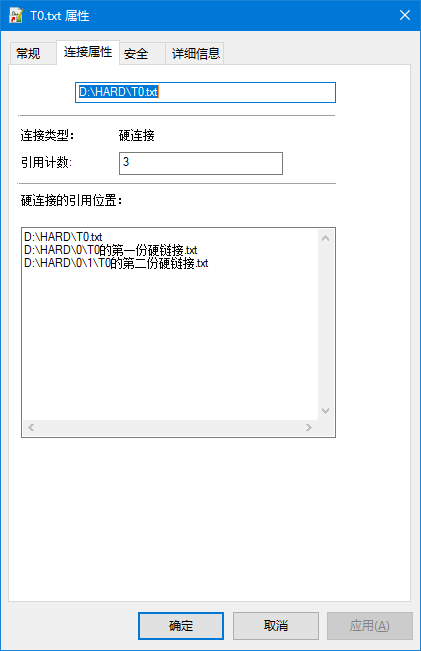 T0.txt 属性
常规 连接属性 安全 详细信息
D:\HARD\T0.txt
连接类型： 硬连接
引用计数: 3
硬连接的引用位置：
D:\HARD\T0.txt
D:\HARD\0\T0的第一份硬链接.txt
D:\HARD\0\1\T0的第二份硬链接.txt
确定 取消 应用(A)